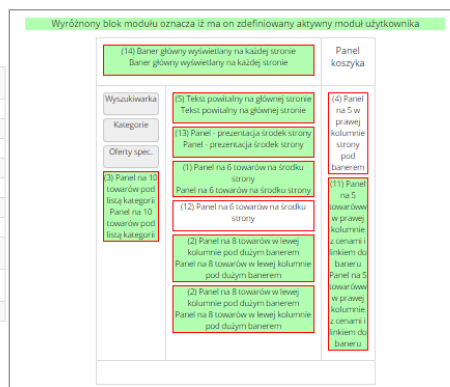 Wyróżniony blok modułu oznacza iż ma on zdefiniowany aktywny moduł użytkownika
(14) Baner główny wyświetlany na każdej stronie
Baner główny wyświetlany na każdej stronie
Panel
koszyka
Wyszukiwarka
Kategorie
Oferty spec.
(3) Panel na 10
towarów pod
listą kategorii
Panel na 10
towarów pod
listą kategorii
(5) Tekst powitalny na głównej stronie
Tekst powitalny na głównej stronie
(13) Panel - prezentacja środek strony
Panel - prezentacja środek strony
(1) Panel na 6 towarów na środku
strony
Panel na 6 towarów na środku strony
(12) Panel na 6 towarów na środku
strony
(2) Panel na 8 towarów w lewej
kolumnie pod dużym banerem
Panel na 8 towarów w lewej kolumnie
pod dużym banerem
(2) Panel na 8 towarów w lewej
kolumnie pod dużym banerem
Panel na 8 towarów w lewej kolumnie
pod dużym banerem
(4) Panel
na 5 w
prawej
kolumnie
strony
pod
banerem
(11) Panel
na 5
towaróww
w prawej
kolumnie
z cenami i
linkiem do
baneru
Panel na 5
towaróww
w prawej
kolumnie
z cenami i
linkiem do
baneru